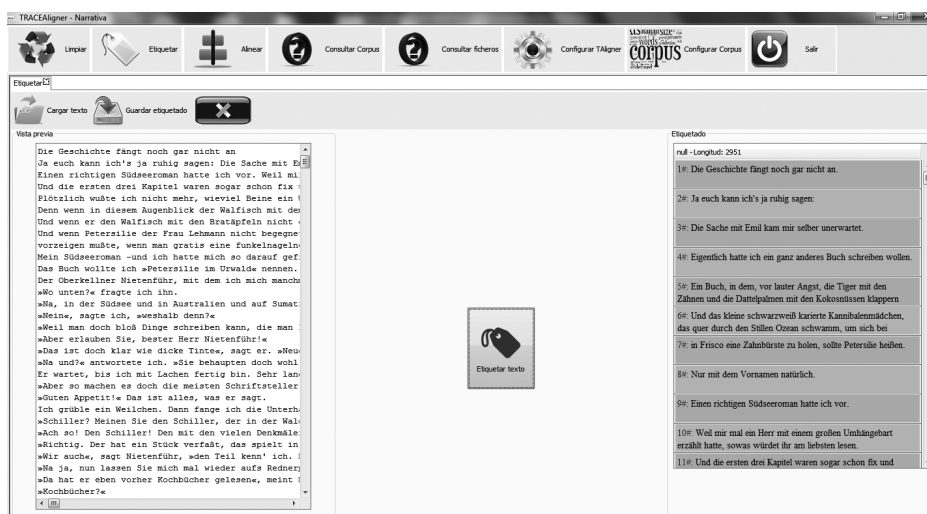 TRACEAligner - Narrativa
Limpiar
Etiquetar
Alinear
Consultar Corpus
Consultar ficheros
Configurar TAligner
corpus
Configurar Corpus
Salir
Etiquetar
Cargar texto
Guardar etiquetado
Vista previa
Die Geschichte fängt noch gar nicht an
Ja euch kann ich's ja ruhig sagen: Die Sache mit
Einen richtigen Südseeroman hatte ich vor. Weil
Und die ersten drei Kapitel waren sogar schon fix
Plötzlich wußte ich nicht mehr, wieviel Beine ein
Denn wenn in diesem Augenblick der Walfisch mit
Und wenn er den Walfisch mit den Bratäpfeln nicht
Und wenn Petersilie der Frau Lehmann nicht
vorzeigen mußte, wenn man gratis eine
Mein Südseeroman –und ich hatte mich so darauf
Das Buch wollte ich »Petersilie im Urwald« nennen.
Der Oberkellner Nietenführ, mit dem ich mich
»Wo unten?« fragte ich ihn.
»Na, in der Südsee und in Australien und auf
»Nein«, sagte ich, »weshalb denn?«
»Weil man doch bloß Dinge schreiben kann, die man
»Aber erlauben Sie, bester Herr Nietenführ!«
»Das ist doch klar wie dicke Tinte«, sagt er.
»Na und?« antwortete ich. »Sie behaupten doch wohl
Er wartet, bis ich mit Lachen fertig bin. Sehr
»Aber so machen es doch die meisten Schriftsteller
»Guten Appetit!« Das ist alles, was er sagt.
Ich grüble ein Weilchen. Dann fange ich die
»Schiller? Meinen Sie den Schiller, der in der
»Ach so! Den Schiller! Den mit den vielen
»Richtig. Der hat ein Stück verfaßt, das spielt in
»Wir auch«, sagt Nietenführ, »den Teil kenn' ich.
»Na ja, nun lassen Sie mich mal wieder aufs
»Da hat er eben vorher Kochbücher gelesen«, meint
»Kochbücher?«
Etiquetar texto
Etiquetado
null - Longitud: 2951
1#: Die Geschichte fängt noch gar nicht an.
2#: Ja euch kann ich's ja ruhig sagen:
3#: Die Sache mit Emil kam mir selber unerwartet.
4#: Eigentlich hatte ich ein ganz anderes Buch schreiben wollen.
5#: Ein Buch, in dem, vor lauter Angst, die Tiger mit den
Zähnen und die Dattelpalmen mit den Kokosnüssen klappern
6#: Und das kleine schwarzweiß karierte Kannibalenmädchen,
das quer durch den Stillen Ozean schwamm, um sich bei
7#: in Frisco eine Zahnbürste zu holen, sollte Petersilie heißen.
8#: Nur mit dem Vornamen natürlich.
9#: Einen richtigen Südseeroman hatte ich vor.
10#: Weil mir mal ein Herr mit einem großen Umhängebart
erzählt hatte, sowas würdet ihr am liebsten lesen.
11#: Und die ersten drei Kapitel waren sogar schon fix und